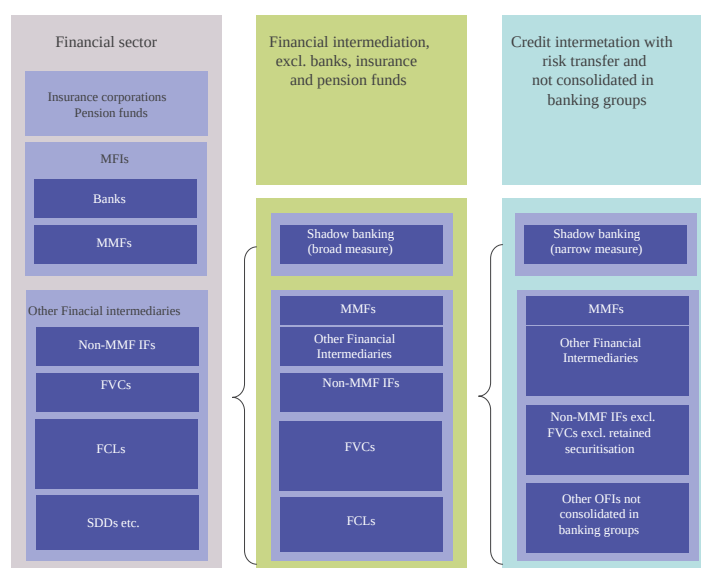 Financial sector
Insurance corporations
Pension funds
MFIs
Banks
MMFs
Other Finacial intermediaries
Non-MMF IFs
FVCs
FCLs
SDDs etc.
Financial intermediation,
excl. banks, insurance
and pension funds
Shadow banking
(broad measure)
MMFs
Other Financial
Intermediaries
Non-MMF IFs
FVCs
FCLs
Credit intermetation with
risk transfer and
not consolidated in
banking groups
Shadow banking
(narrow measure)
MMFs
Other Financial
Intermediaries
Non-MMF IFs excl.
FVCs excl. retained
securitisation
Other OFIs not
consolidated in
banking groups